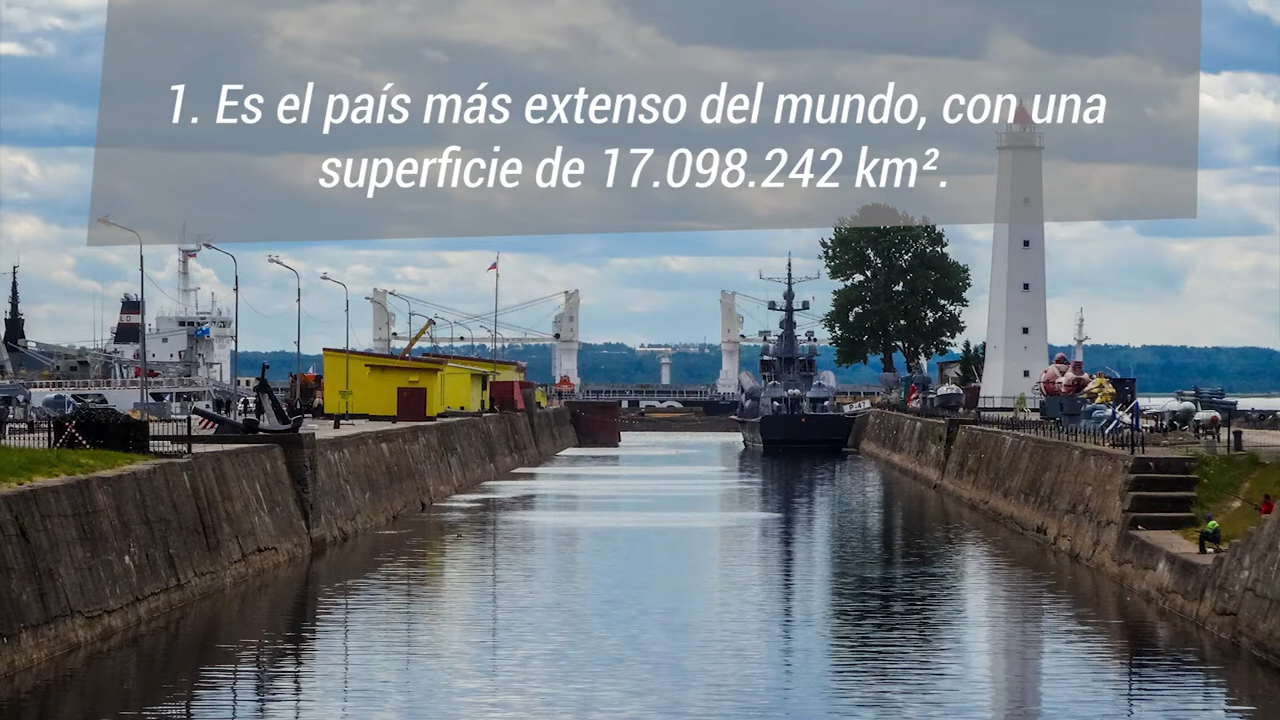 1. Es el país más extenso del mundo, con una
superficie de 17.098.242 km².